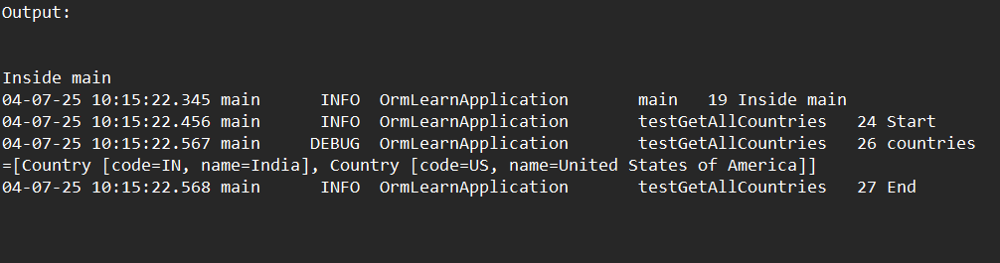 Output:
Inside main
04-07-25 10:15:22.345 main      INFO  OrmLearnApplication       main   19 Inside main
04-07-25 10:15:22.456 main      INFO  OrmLearnApplication       testGetAllCountries   24 Start
04-07-25 10:15:22.567 main     DEBUG  OrmLearnApplication       testGetAllCountries   26 countries
=[Country [code=IN, name=India], Country [code=US, name=United States of America]]
04-07-25 10:15:22.568 main      INFO  OrmLearnApplication       testGetAllCountries   27 End